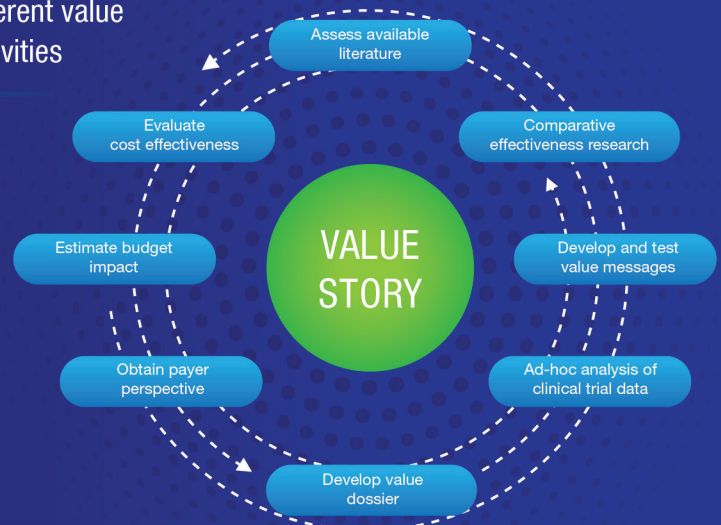 erent value
vities
Assess available
literature
Evaluate
cost effectiveness
Comparative
effectiveness research
VALUE
STORY
Estimate budget
impact
Develop and test
value messages
Obtain payer
perspective
Ad-hoc analysis of
clinical trial data
Develop value
dossier